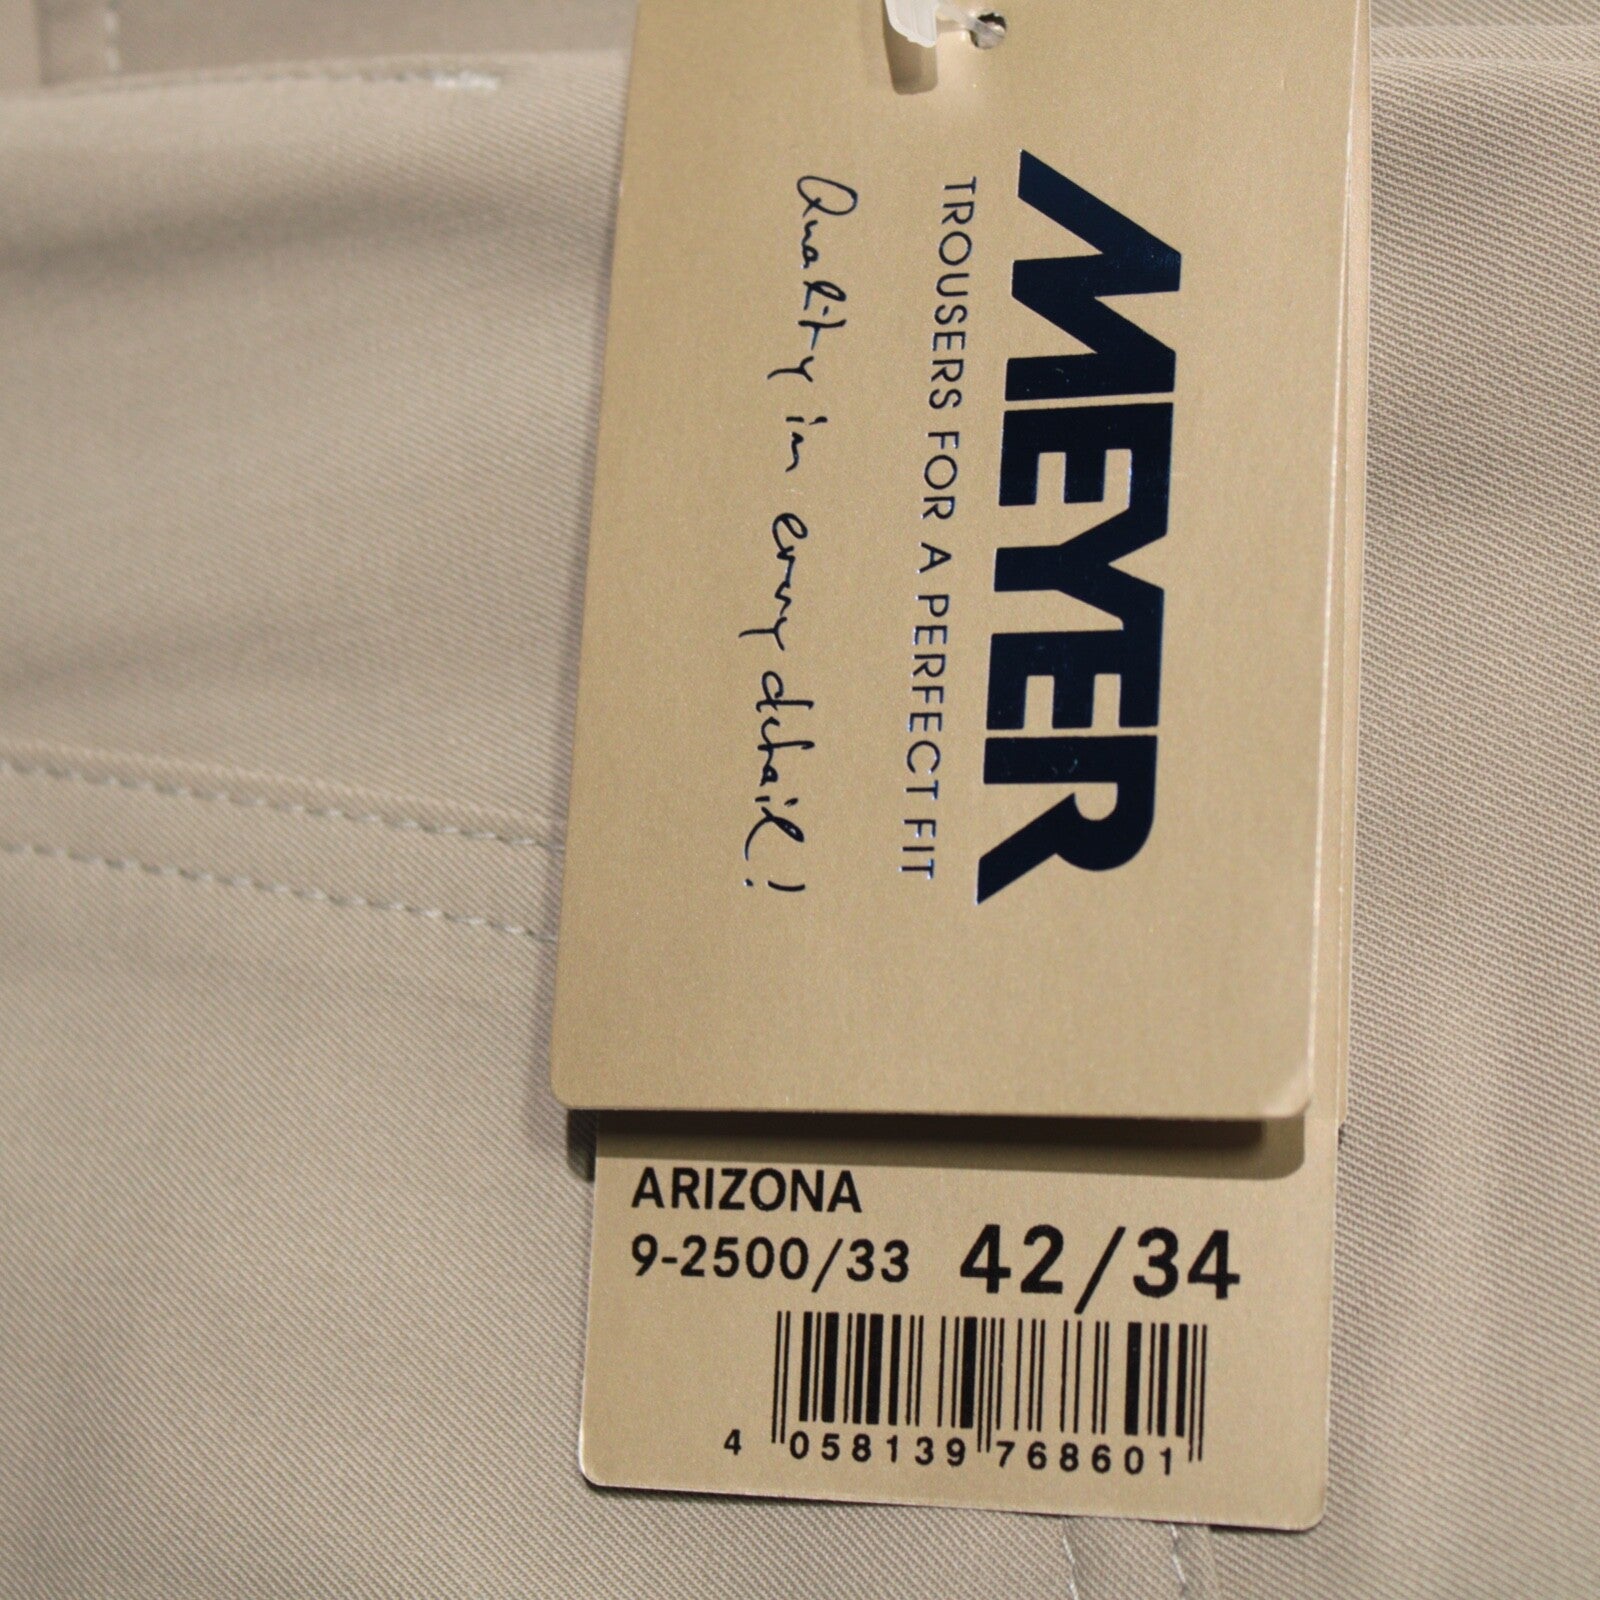 MEYER
TROUSERS FOR A PERFECT FIT
Quality in every detail!
ARIZONA
9-2500/33 42/34
4 058139 768601